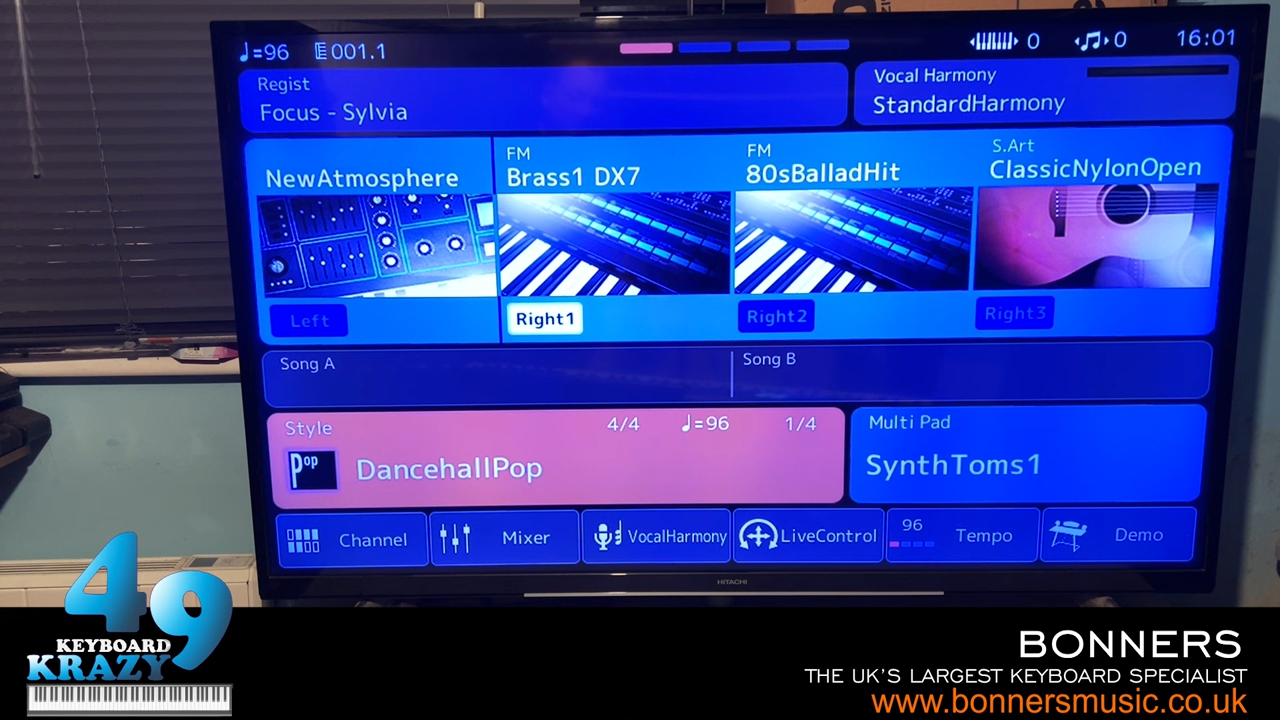 ♩=96 001.1 0 0 16:01
Regist
Focus - Sylvia
Vocal Harmony
StandardHarmony
NewAtmosphere
FM
Brass1 DX7
FM
80sBalladHit
S.Art
ClassicNylonOpen
Left
Right1
Right2
Right3
Song A
Song B
Style 4/4 ♩=96 1/4
Pop
DancehallPop
Multi Pad
SynthToms1
Channel
Mixer
VocalHarmony
LiveControl
96
Tempo
Demo
HITACHI
49
KEYBOARD
KRAZY
BONNERS
THE UK'S LARGEST KEYBOARD SPECIALIST
www.bonnersmusic.co.uk